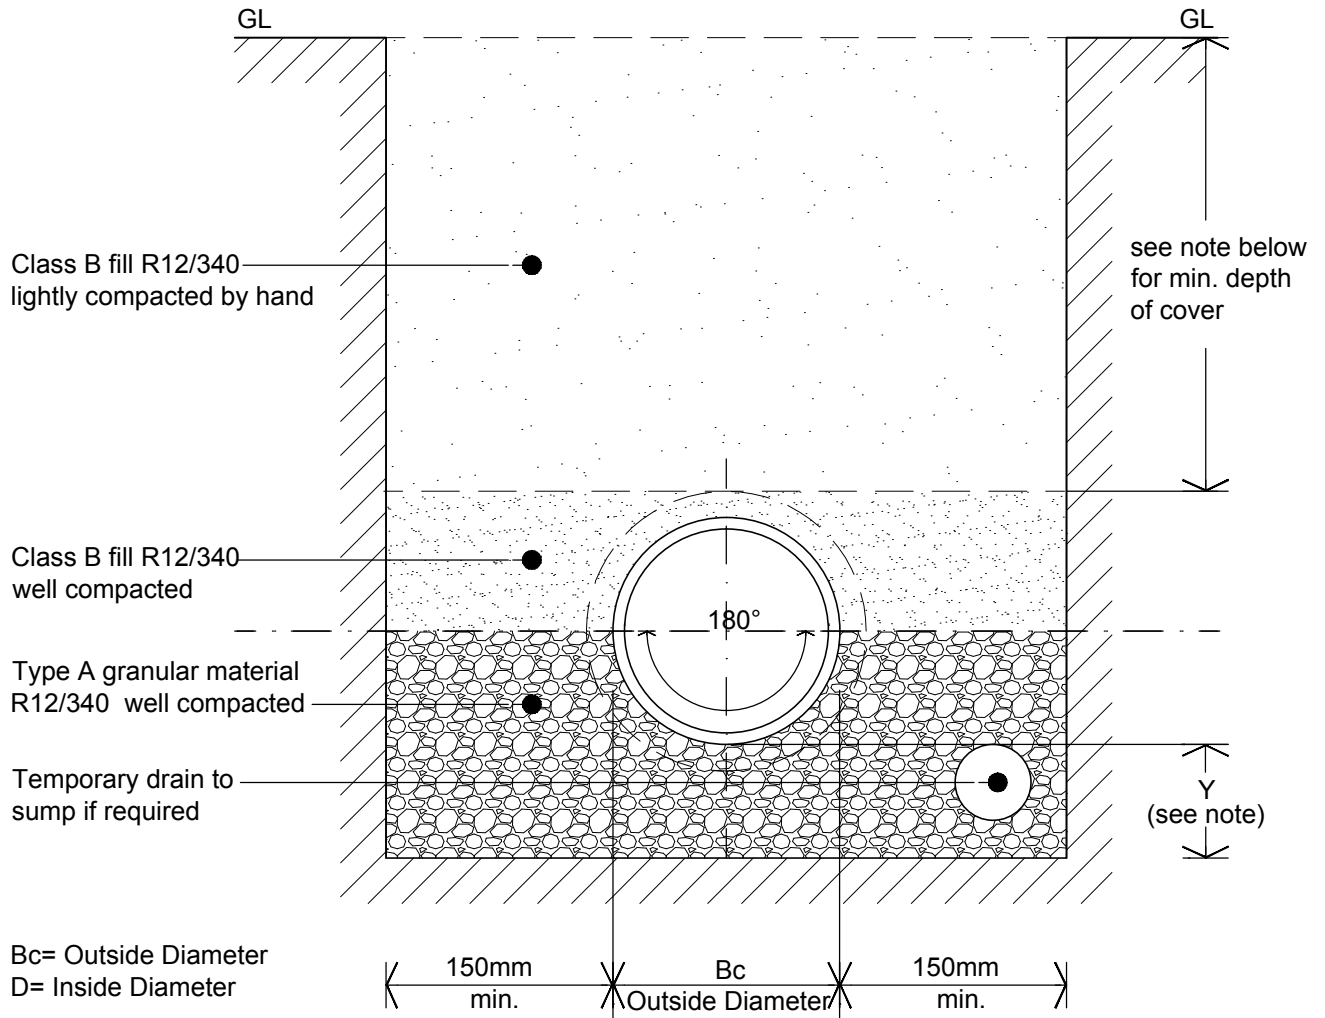 GL
GL
Class B fill R12/340
lightly compacted by hand
see note below
for min. depth
of cover
Class B fill R12/340
well compacted
180°
Type A granular material
R12/340 well compacted
Temporary drain to
sump if required
Y
(see note)
Bc= Outside Diameter
D= Inside Diameter
150mm
min.
Bc
Outside Diameter
150mm
min.